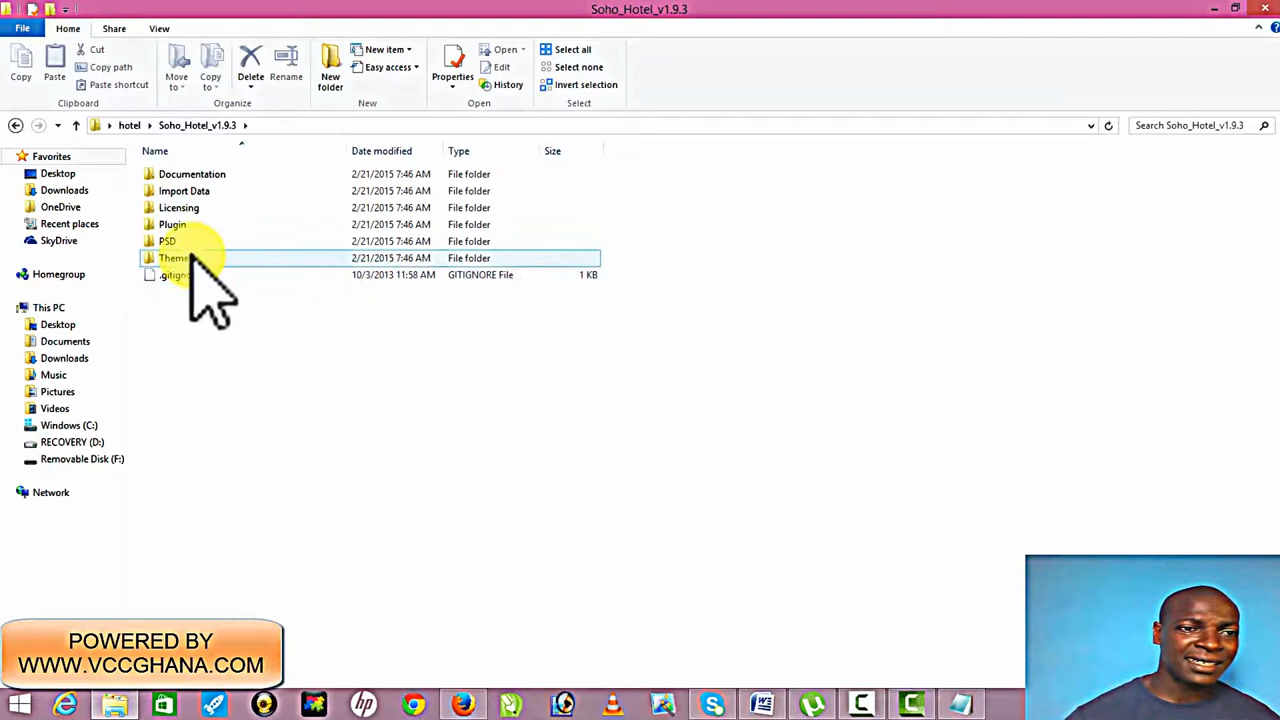 Soho_Hotel_v1.9.3
File Home Share View
Copy
Paste
Cut
Copy path
Paste shortcut
Clipboard
Move to
Copy to
Delete
Rename
Organize
New folder
New item
Easy access
New
Properties
Open
Edit
History
Open
Select all
Select none
Invert selection
Select
hotel Soho_Hotel_v1.9.3
Search Soho_Hotel_v1.9.3
Name Date modified Type Size
Documentation 2/21/2015 7:46 AM File folder
Import Data 2/21/2015 7:46 AM File folder
Licensing 2/21/2015 7:46 AM File folder
Plugin 2/21/2015 7:46 AM File folder
PSD 2/21/2015 7:46 AM File folder
Theme 2/21/2015 7:46 AM File folder
10/3/2013 11:58 AM GITIGNORE File 1 KB
Favorites
Desktop
Downloads
OneDrive
Recent places
SkyDrive
Homegroup
This PC
Desktop
Documents
Downloads
Music
Pictures
Videos
Windows (C:)
RECOVERY (D:)
Removable Disk (F:)
Network
POWERED BY
WWW.VCCGHANA.COM